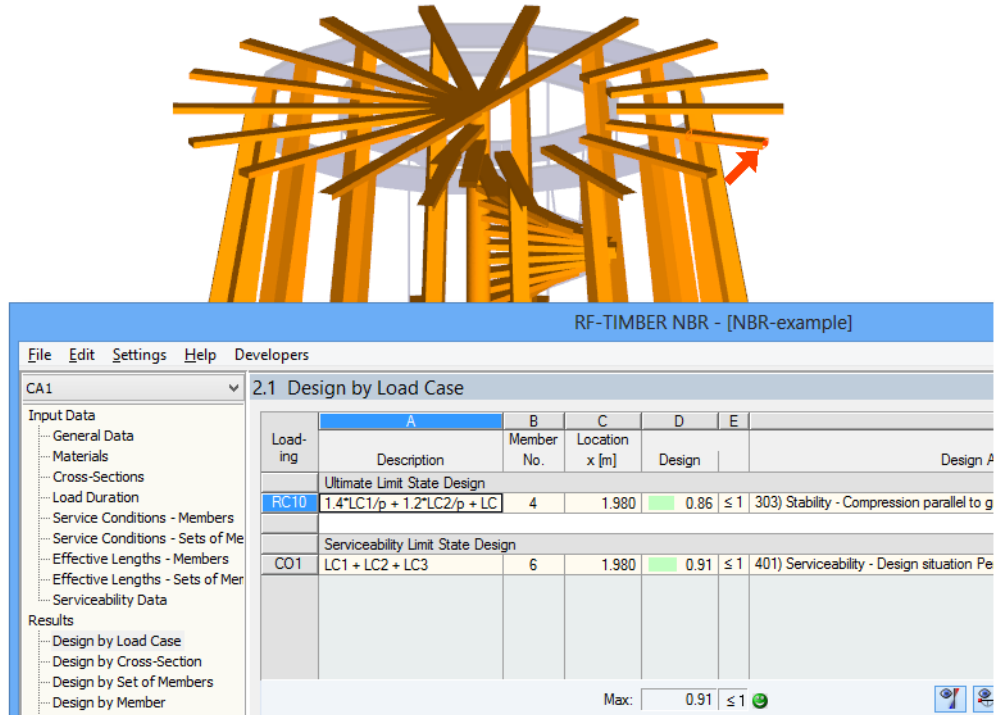 RF-TIMBER NBR - [NBR-example]
File Edit Settings Help Developers
CA1
2.1 Design by Load Case
Input Data
General Data
Materials
Cross-Sections
Load Duration
Service Conditions - Members
Service Conditions - Sets of Me
Effective Lengths - Members
Effective Lengths - Sets of Mer
Serviceability Data
Results
Design by Load Case
Design by Cross-Section
Design by Set of Members
Design by Member
A B C D E
Load- Member Location
ing Description No. x [m] Design Design A
Ultimate Limit State Design
RC10 1.4*LC1/p + 1.2*LC2/p + LC 4 1.980 0.86 ≤ 1 303) Stability - Compression parallel to g
Serviceability Limit State Design
CO1 LC1 + LC2 + LC3 6 1.980 0.91 ≤ 1 401) Serviceability - Design situation Pe
Max: 0.91 ≤ 1